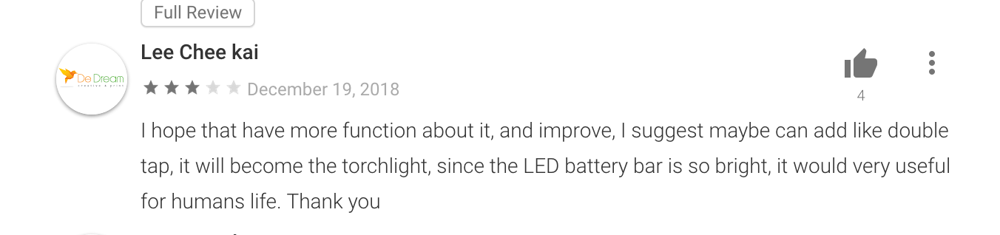 Full Review
Lee Chee kai
De Dream
December 19, 2018
4
I hope that have more function about it, and improve, I suggest maybe can add like double
tap, it will become the torchlight, since the LED battery bar is so bright, it would very useful
for humans life. Thank you